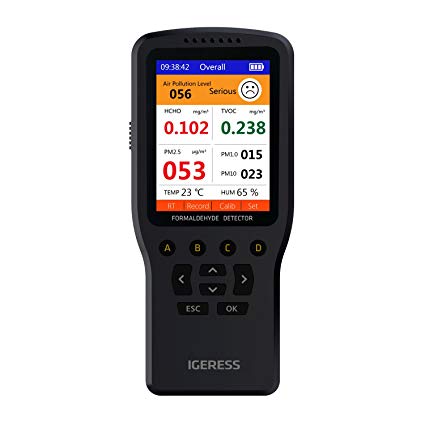 09:38:42 Overall
Air Pollution Level
056 Serious
HCHO mg/m³ TVOC mg/m³
0.102 0.238
PM2.5 μg/m³
053
PM1.0 015
PM10 023
TEMP 23 °C HUM 65 %
RT Record Calib Set
FORMALDEHYDE DETECTOR
A B C D
ESC OK
IGERESS